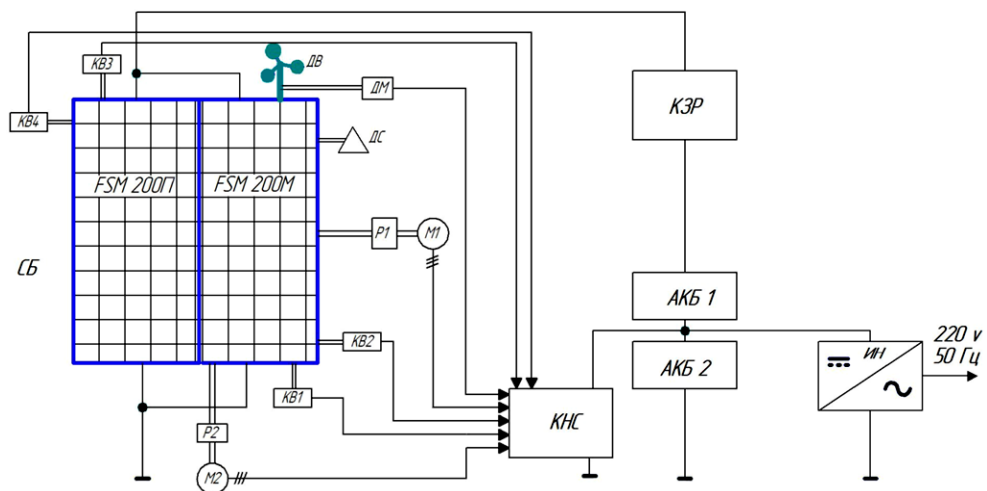 КВ3
ДВ
ДМ
КЗР
КВ4
ДС
FSM 200П
FSM 200М
Р1
М1
СБ
АКБ 1
КВ2
АКБ 2
ИН
220 v
50 Гц
КВ1
КНС
Р2
М2